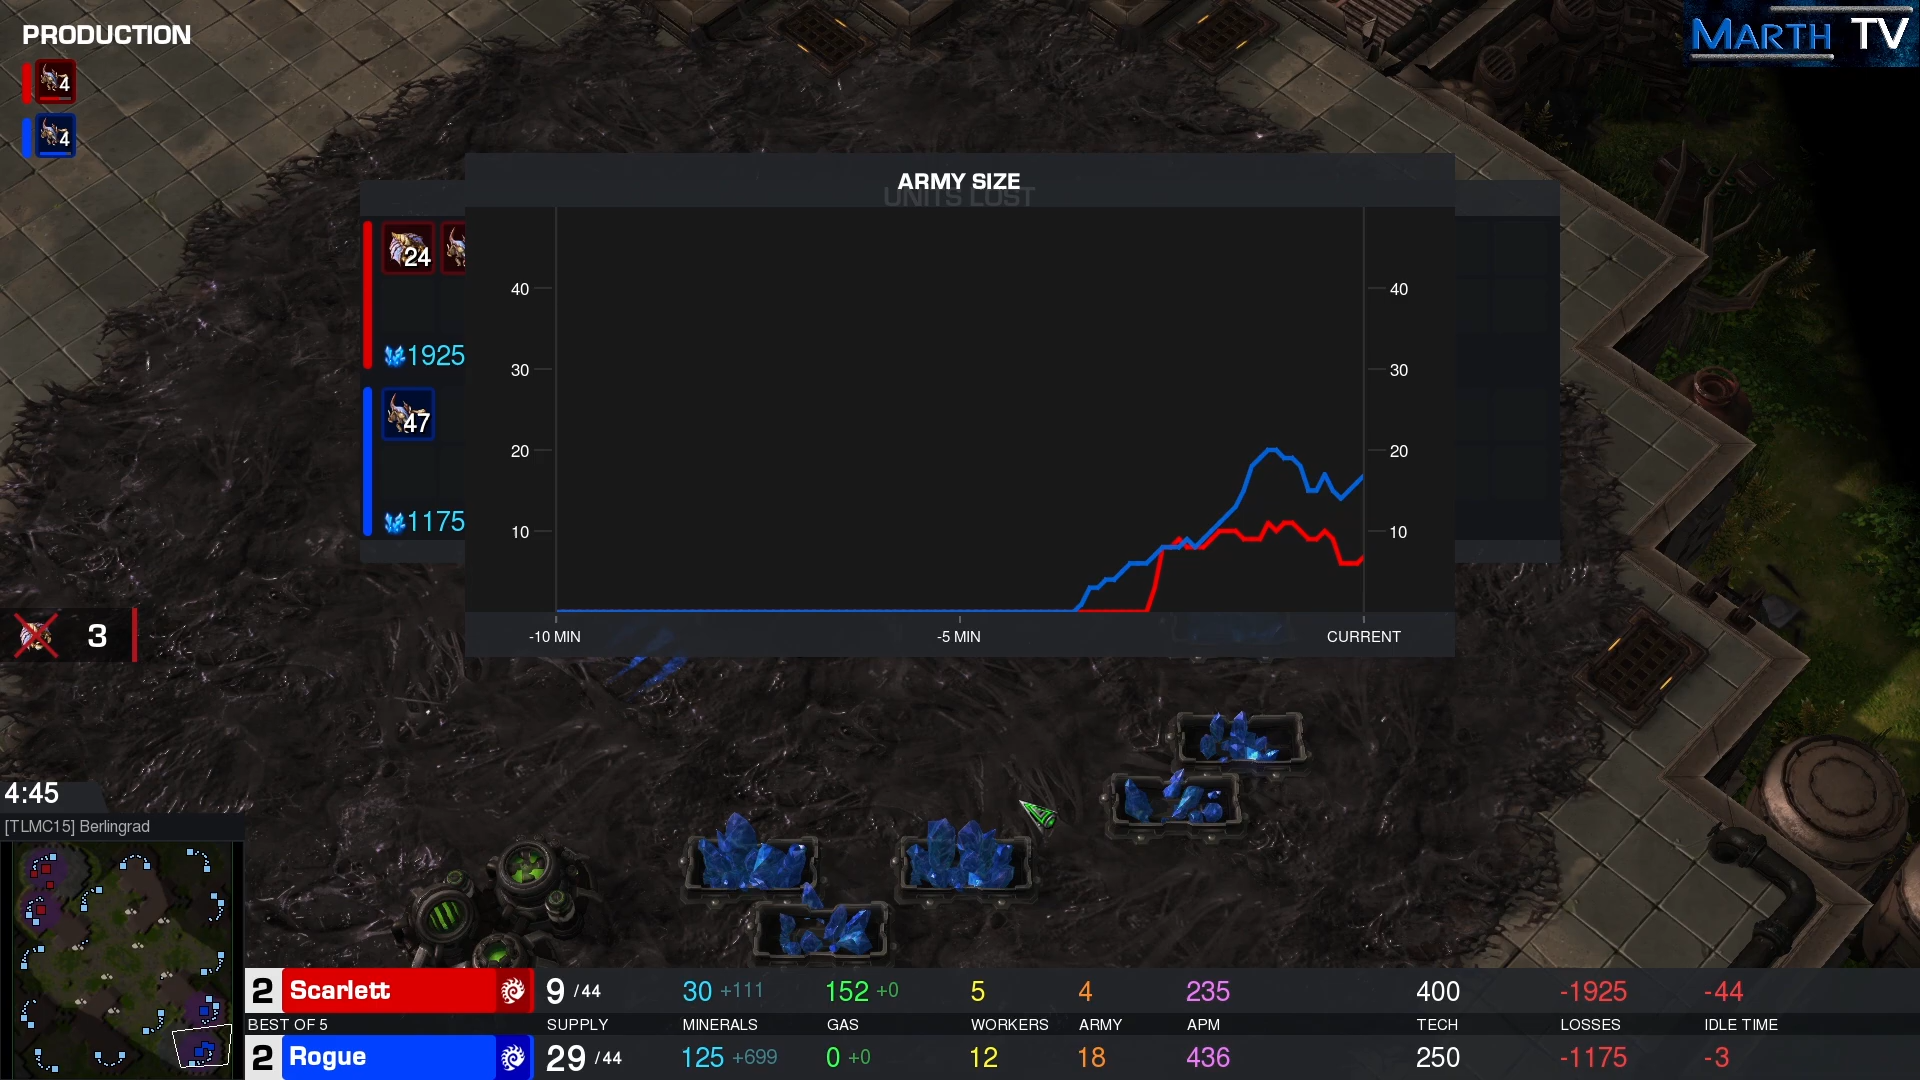 PRODUCTION
MARTH TV
4
4
ARMY SIZE
UNITS LOST
24
1925
47
1175
40 40
30 30
20 20
10 10
-10 MIN -5 MIN CURRENT
3
4:45
[TLMC15] Berlingrad
2 Scarlett 9 /44 30 +111 152 +0 5 4 235 400 -1925 -44
BEST OF 5 SUPPLY MINERALS GAS WORKERS ARMY APM TECH LOSSES IDLE TIME
2 Rogue 29 /44 125 +699 0 +0 12 18 436 250 -1175 -3